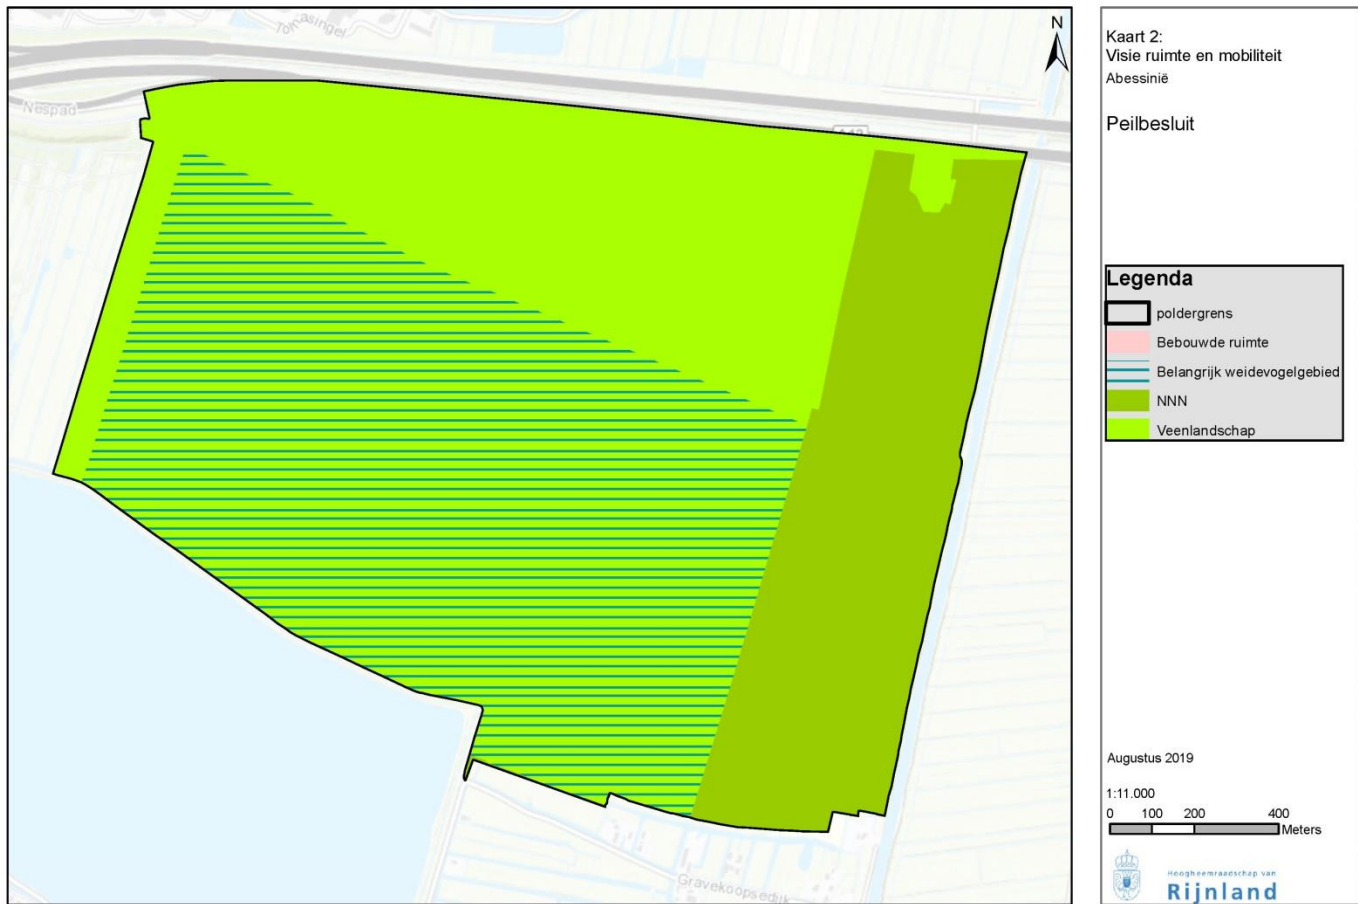 Tomasingel
Nespad
A12
N
Gravekoopsedijk
Kaart 2:
Visie ruimte en mobiliteit
Abessinië
Peilbesluit
Legenda
poldergrens
Bebouwde ruimte
Belangrijk weidevogelgebied
NNN
Veenlandschap
Augustus 2019
1:11.000
0 100 200 400
Meters
Hoogheemraadschap van
Rijnland